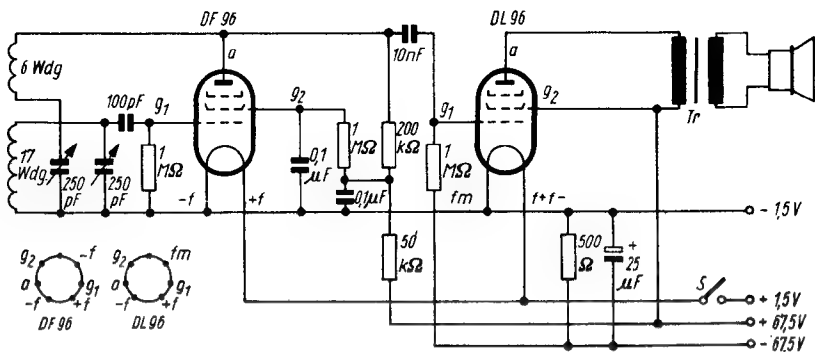 DF 96
DL 96
a
10nF
a
6 Wdg
100pF
g1
g2
g1
g2
Tr
17 Wdg.
250 pF
250 pF
1 MΩ
0,1 µF
1 MΩ
200 kΩ
1 MΩ
0,1µF
-f
+f
fm
f+f-
- 1,5V
50 kΩ
500 Ω
+
25 µF
g2
-f
a
g1
-f
+f
DF 96
g2
fm
a
g1
-f
+f
DL 96
S
+ 1,5V
+ 67,5V
- 67,5V